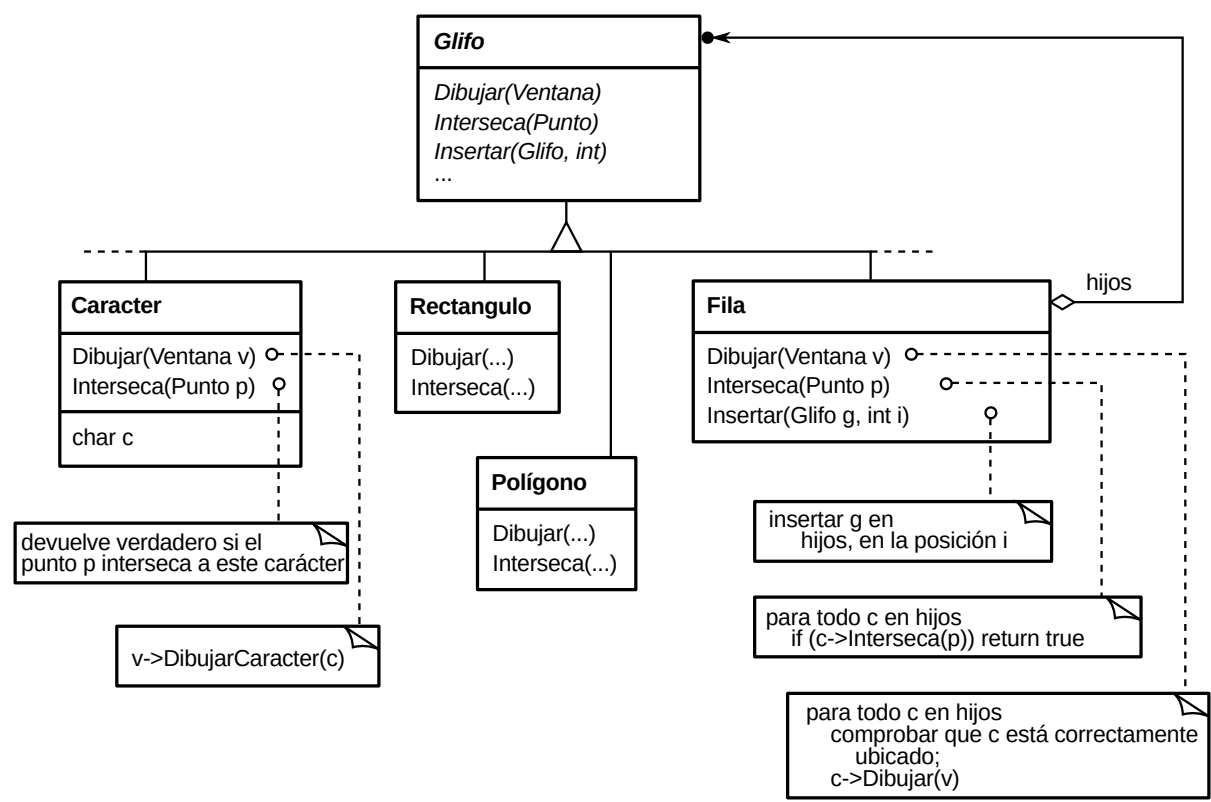 Glifo
Dibujar(Ventana)
Interseca(Punto)
Insertar(Glifo, int)
...
hijos
Caracter
Dibujar(Ventana v)
Interseca(Punto p)
char c
Rectangulo
Dibujar(...)
Interseca(...)
Fila
Dibujar(Ventana v)
Interseca(Punto p)
Insertar(Glifo g, int i)
Polígono
Dibujar(...)
Interseca(...)
devuelve verdadero si el
punto p interseca a este carácter
v->DibujarCaracter(c)
insertar g en
hijos, en la posición i
para todo c en hijos
if (c->Interseca(p)) return true
para todo c en hijos
comprobar que c está correctamente
ubicado;
c->Dibujar(v)